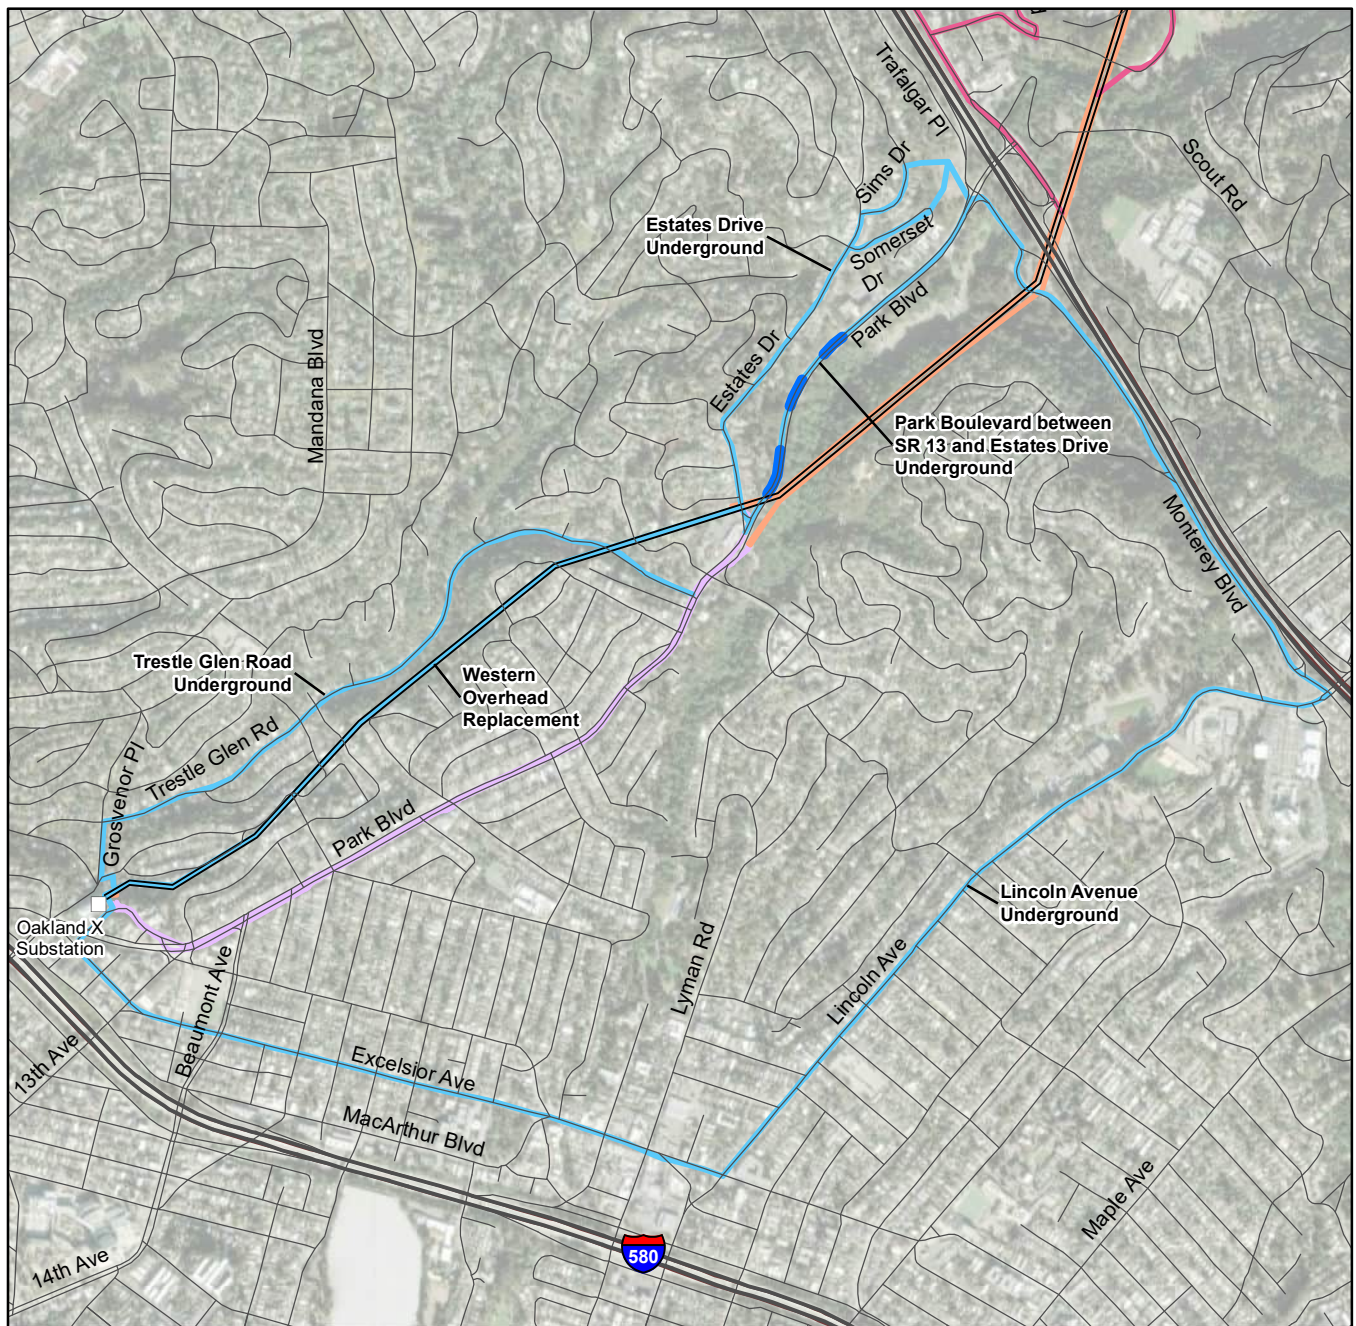 Trafalgar Pl
Scout Rd
Sims Dr
Estates Drive
Underground
Somerset
Dr
Park Blvd
Mandana Blvd
Estates Dr
Park Boulevard between
SR 13 and Estates Drive
Underground
Monterey Blvd
Trestle Glen Road
Underground
Western
Overhead
Replacement
Grosvenor Pl
Trestle Glen Rd
Park Blvd
Lincoln Avenue
Underground
Oakland X
Substation
Beaumont Ave
Lyman Rd
Lincoln Ave
13th Ave
Excelsior Ave
MacArthur Blvd
Maple Ave
14th Ave
580